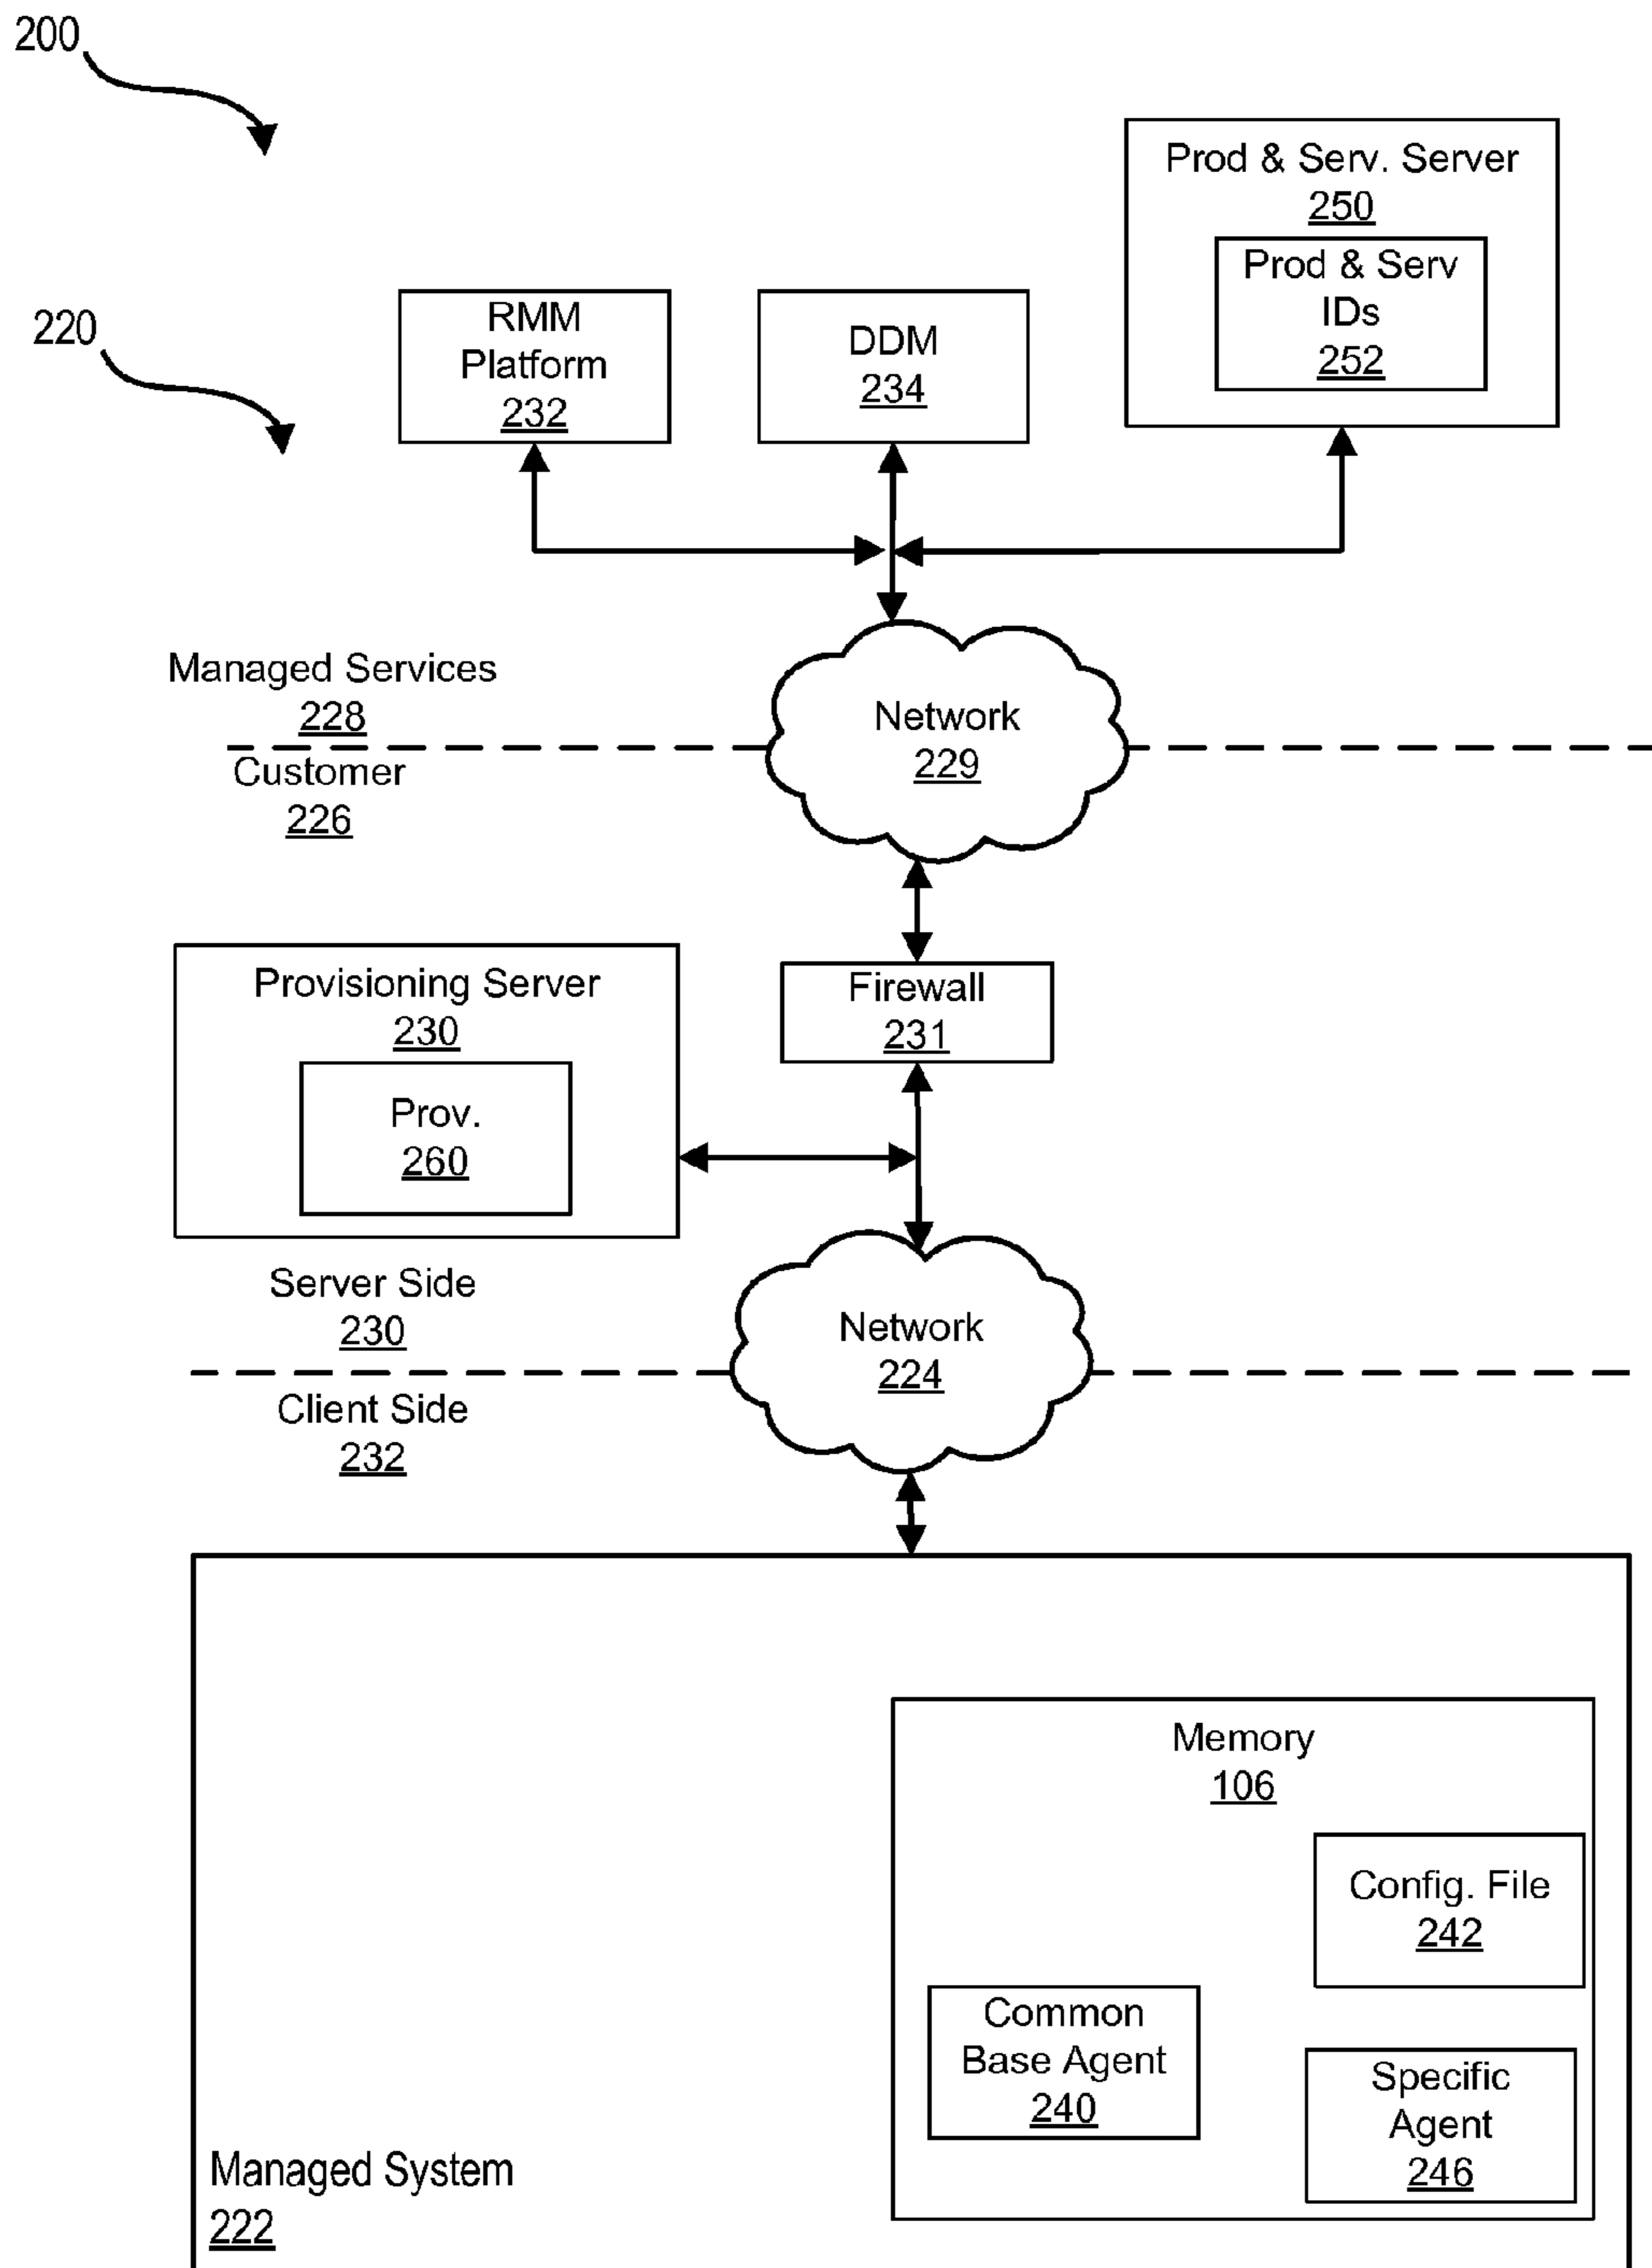 200
Prod & Serv. Server
250
Prod & Serv
IDs
252
220
RMM
Platform
232
DDM
234
Managed Services
228
Network
229
Customer
226
Provisioning Server
230
Prov.
260
Firewall
231
Server Side
230
Network
224
Client Side
232
Memory
106
Config. File
242
Common
Base Agent
240
Specific
Agent
246
Managed System
222